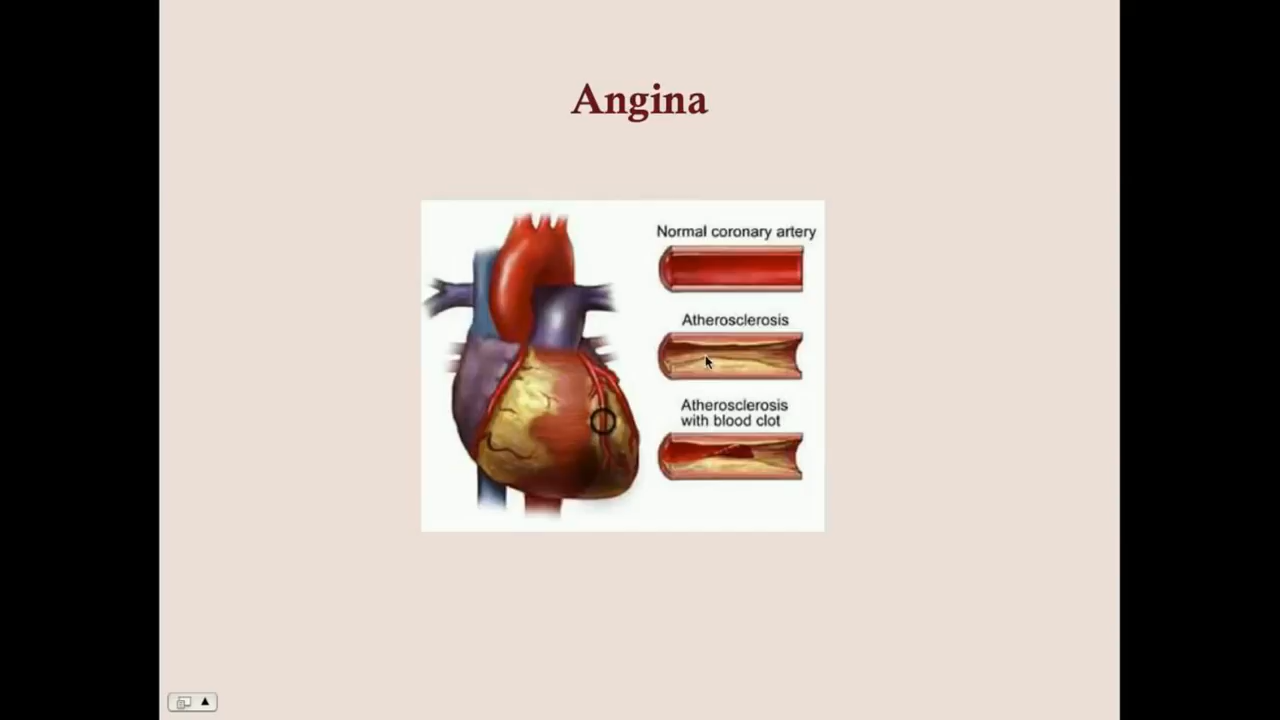 Angina
Normal coronary artery
Atherosclerosis
Atherosclerosis
with blood clot